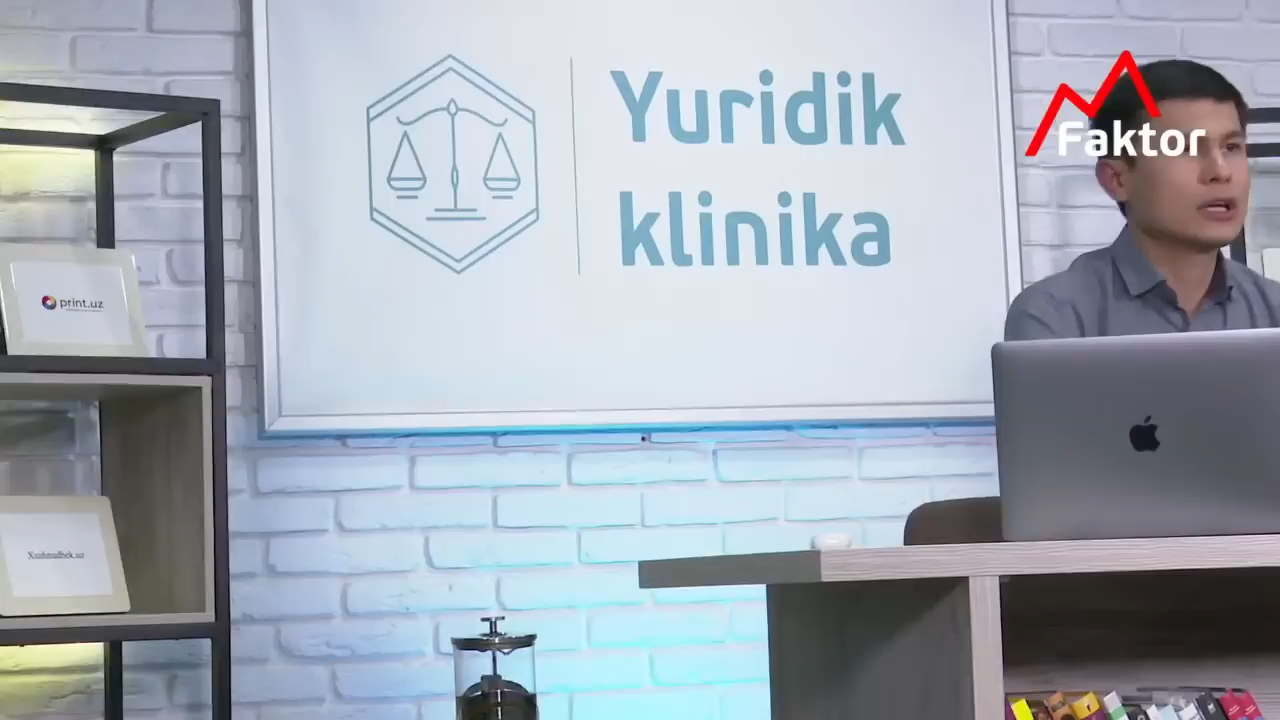 Yuridik
klinika
Faktor
print.uz
Xushnudbek.uz